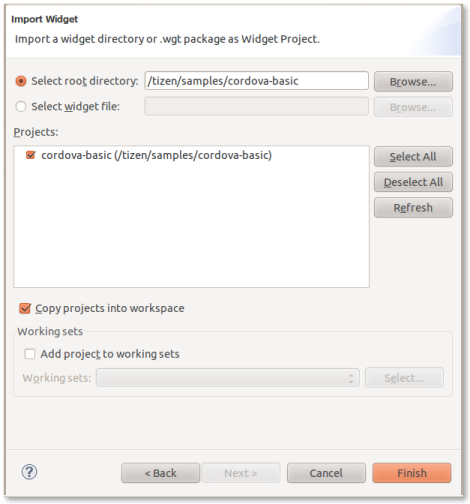 Import Widget
Import a widget directory or .wgt package as Widget Project.
Select root directory: /tizen/samples/cordova-basic Browse...
Select widget file: Browse...
Projects:
cordova-basic (/tizen/samples/cordova-basic)
Select All
Deselect All
Refresh
Copy projects into workspace
Working sets
Add project to working sets
Working sets: Select...
? < Back Next > Cancel Finish